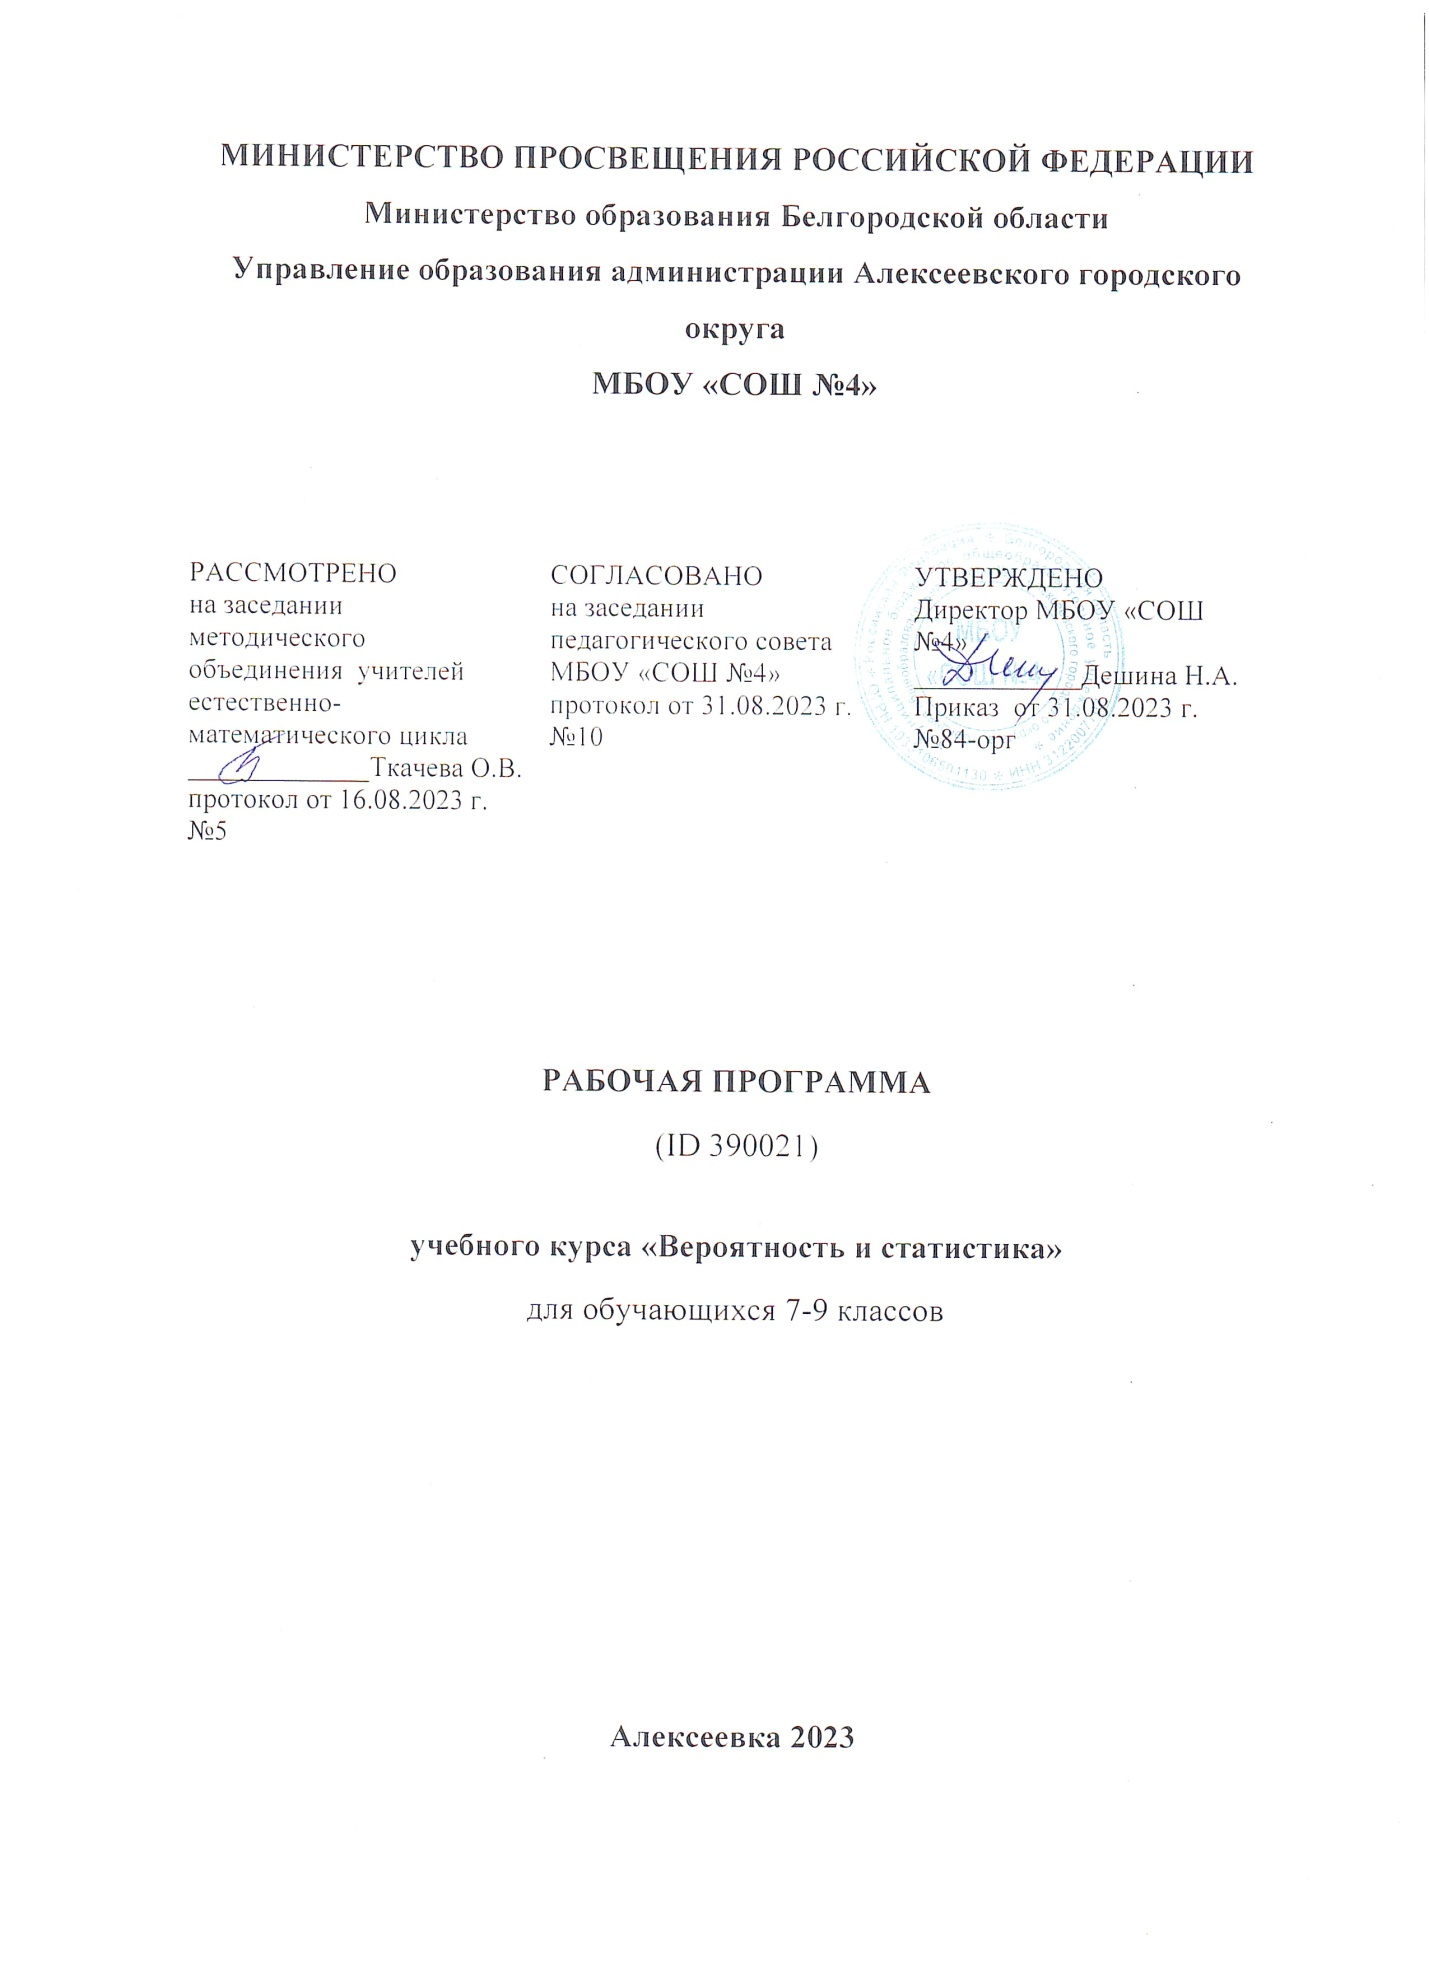 МИНИСТЕРСТВО ПРОСВЕЩЕНИЯ РОССИЙСКОЙ ФЕДЕРАЦИИ
Министерство образования Белгородской области
Управление образования администрации Алексеевского городского
округа
МБОУ «СОШ №4»
РАССМОТРЕНО
на заседании
методического
объединения учителей
естественно-
математического цикла
______________Ткачева О.В.
протокол от 16.08.2023 г.
№5
СОГЛАСОВАНО
на заседании
педагогического совета
МБОУ «СОШ №4»
протокол от 31.08.2023 г.
№10
УТВЕРЖДЕНО
Директор МБОУ «СОШ
№4»
_____________Дешина Н.А.
Приказ от 31.08.2023 г.
№84-орг
МБОУ
РАБОЧАЯ ПРОГРАММА
(ID 390021)
учебного курса «Вероятность и статистика»
для обучающихся 7-9 классов
Алексеевка 2023